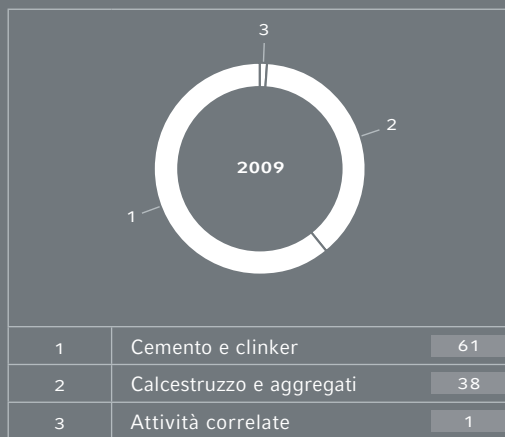 3
2
2009
1
1 Cemento e clinker 61
2 Calcestruzzo e aggregati 38
3 Attività correlate 1